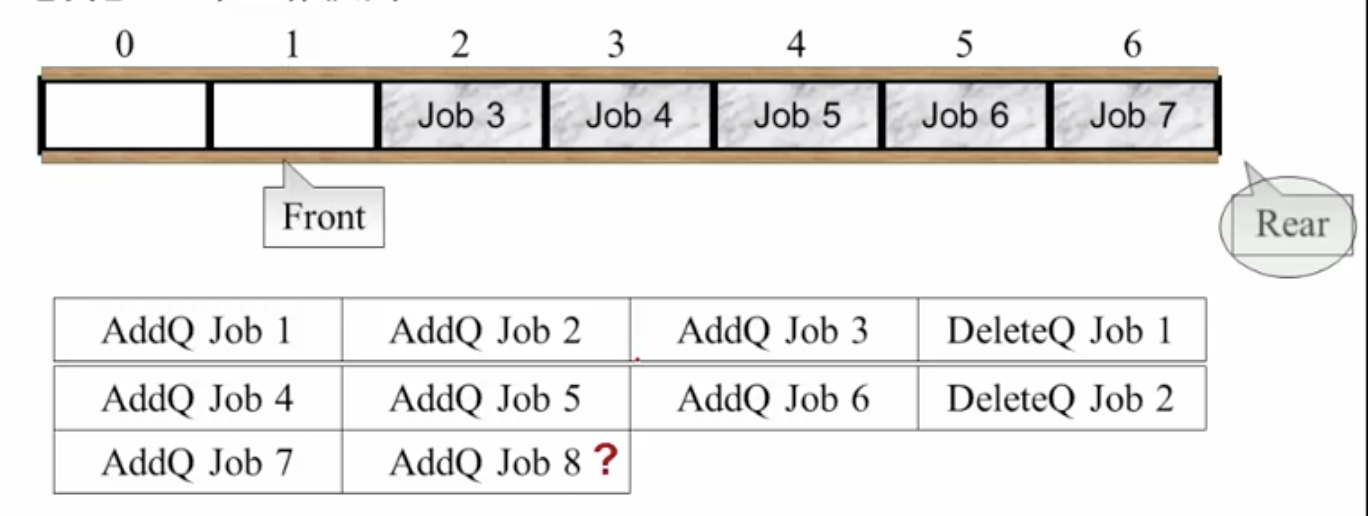 0 1 2 3 4 5 6
Job 3 Job 4 Job 5 Job 6 Job 7
Front
Rear
AddQ Job 1 AddQ Job 2 AddQ Job 3 DeleteQ Job 1
AddQ Job 4 AddQ Job 5 AddQ Job 6 DeleteQ Job 2
AddQ Job 7 AddQ Job 8 ?